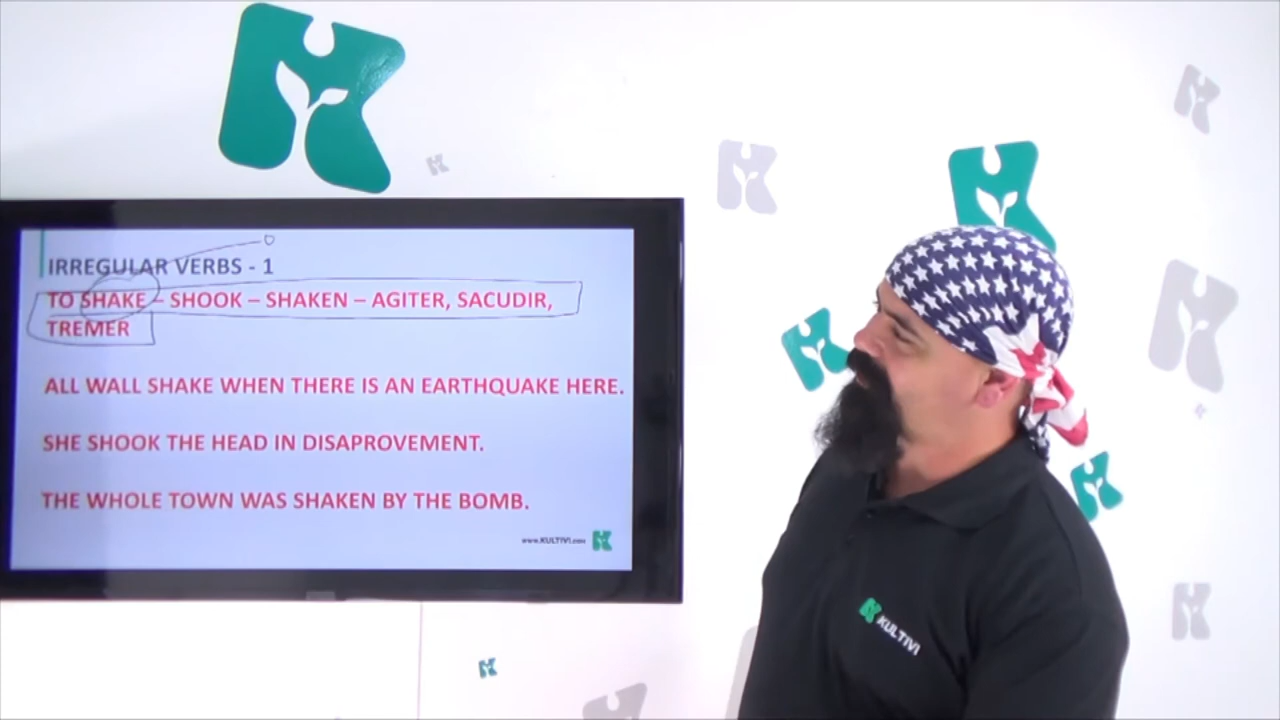 IRREGULAR VERBS - 1
TO SHAKE – SHOOK – SHAKEN – AGITER, SACUDIR,
TREMER
ALL WALL SHAKE WHEN THERE IS AN EARTHQUAKE HERE.
SHE SHOOK THE HEAD IN DISAPROVEMENT.
THE WHOLE TOWN WAS SHAKEN BY THE BOMB.
www.KULTIVI.com
KULTIVI